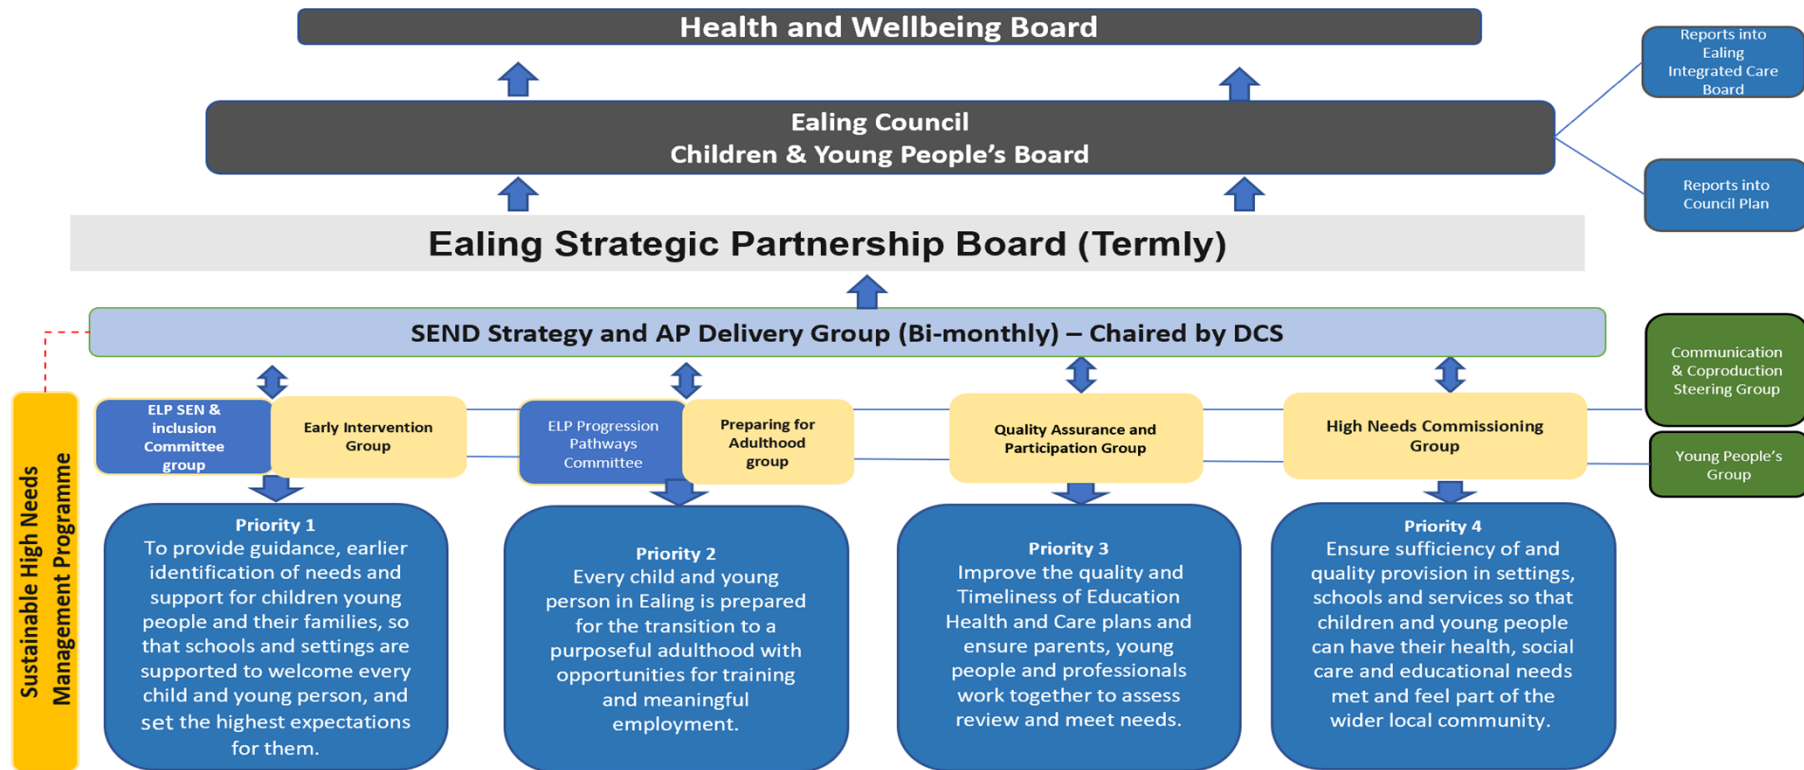 Health and Wellbeing Board
Reports into
Ealing
Integrated Care
Board
Ealing Council
Children & Young People's Board
Reports into
Council Plan
Ealing Strategic Partnership Board (Termly)
SEND Strategy and AP Delivery Group (Bi-monthly) – Chaired by DCS
Communication
& Coproduction
Steering Group
Young People's
Group
Sustainable High Needs
Management Programme
ELP SEN &
inclusion
Committee
group
Early Intervention
Group
ELP Progression
Pathways
Committee
Preparing for
Adulthood
group
Quality Assurance and
Participation Group
High Needs Commissioning
Group
Priority 1
To provide guidance, earlier
identification of needs and
support for children young
people and their families, so
that schools and settings are
supported to welcome every
child and young person, and
set the highest expectations
for them.
Priority 2
Every child and young
person in Ealing is prepared
for the transition to a
purposeful adulthood with
opportunities for training
and meaningful
employment.
Priority 3
Improve the quality and
Timeliness of Education
Health and Care plans and
ensure parents, young
people and professionals
work together to assess
review and meet needs.
Priority 4
Ensure sufficiency of and
quality provision in settings,
schools and services so that
children and young people
can have their health, social
care and educational needs
met and feel part of the
wider local community.